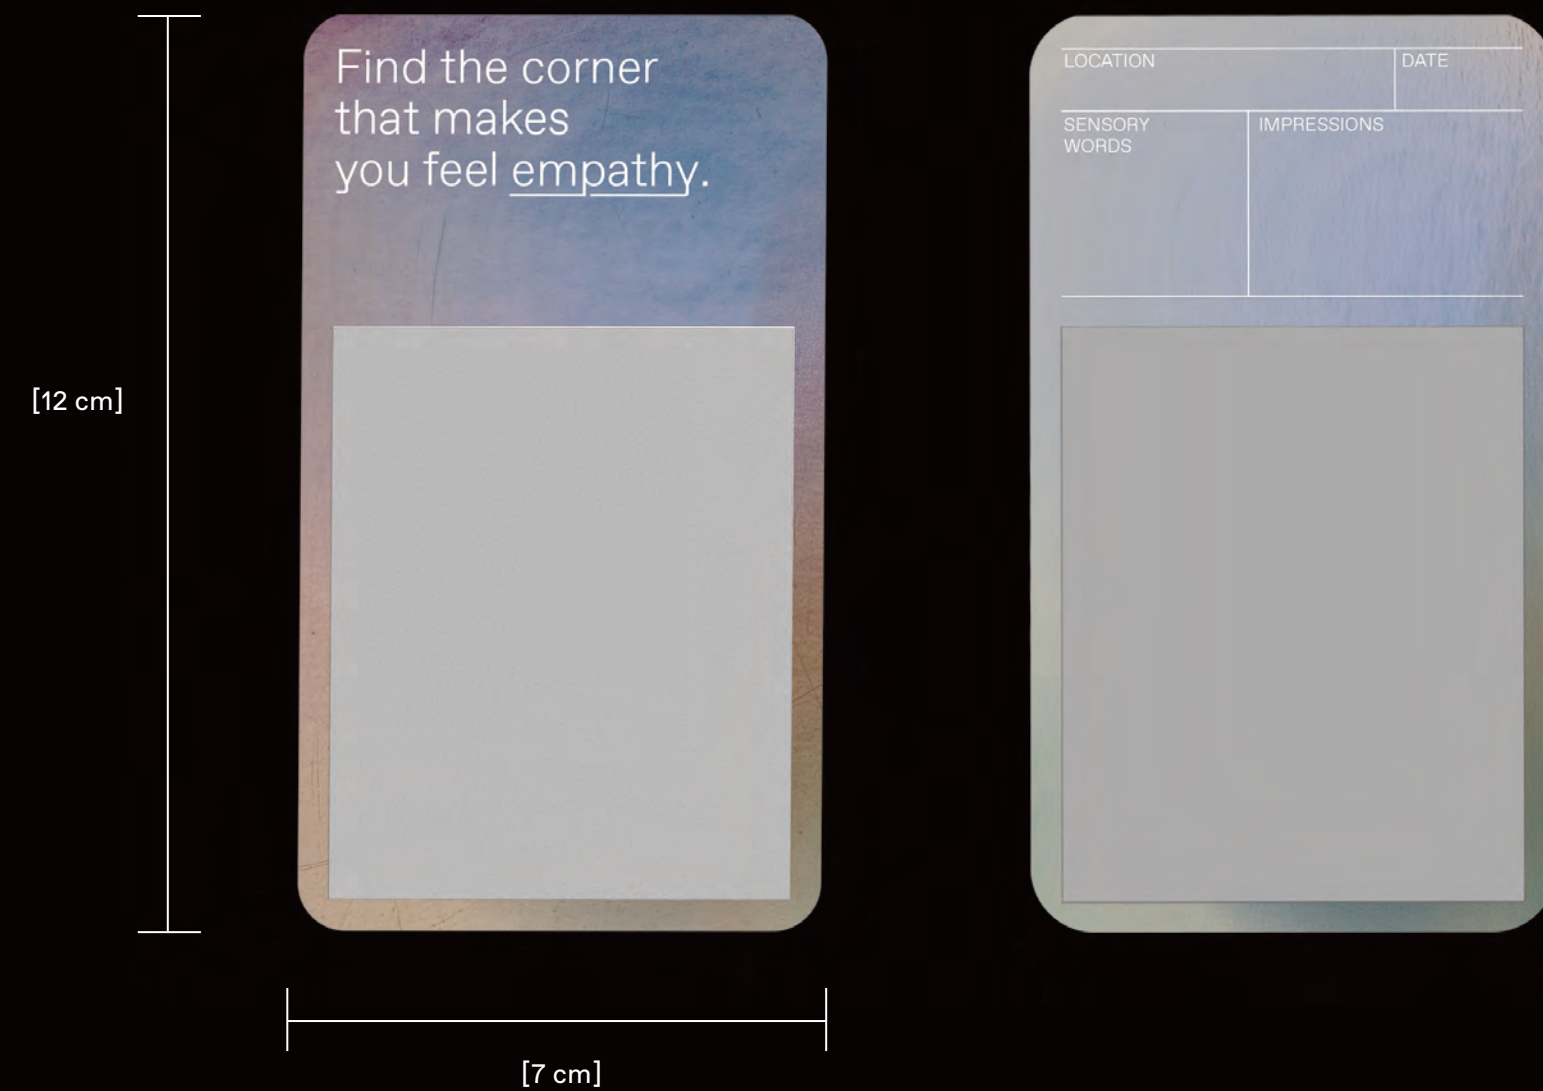 [12 cm]
Find the corner
that makes
you feel empathy.
LOCATION
DATE
SENSORY
WORDS
IMPRESSIONS
[7 cm]